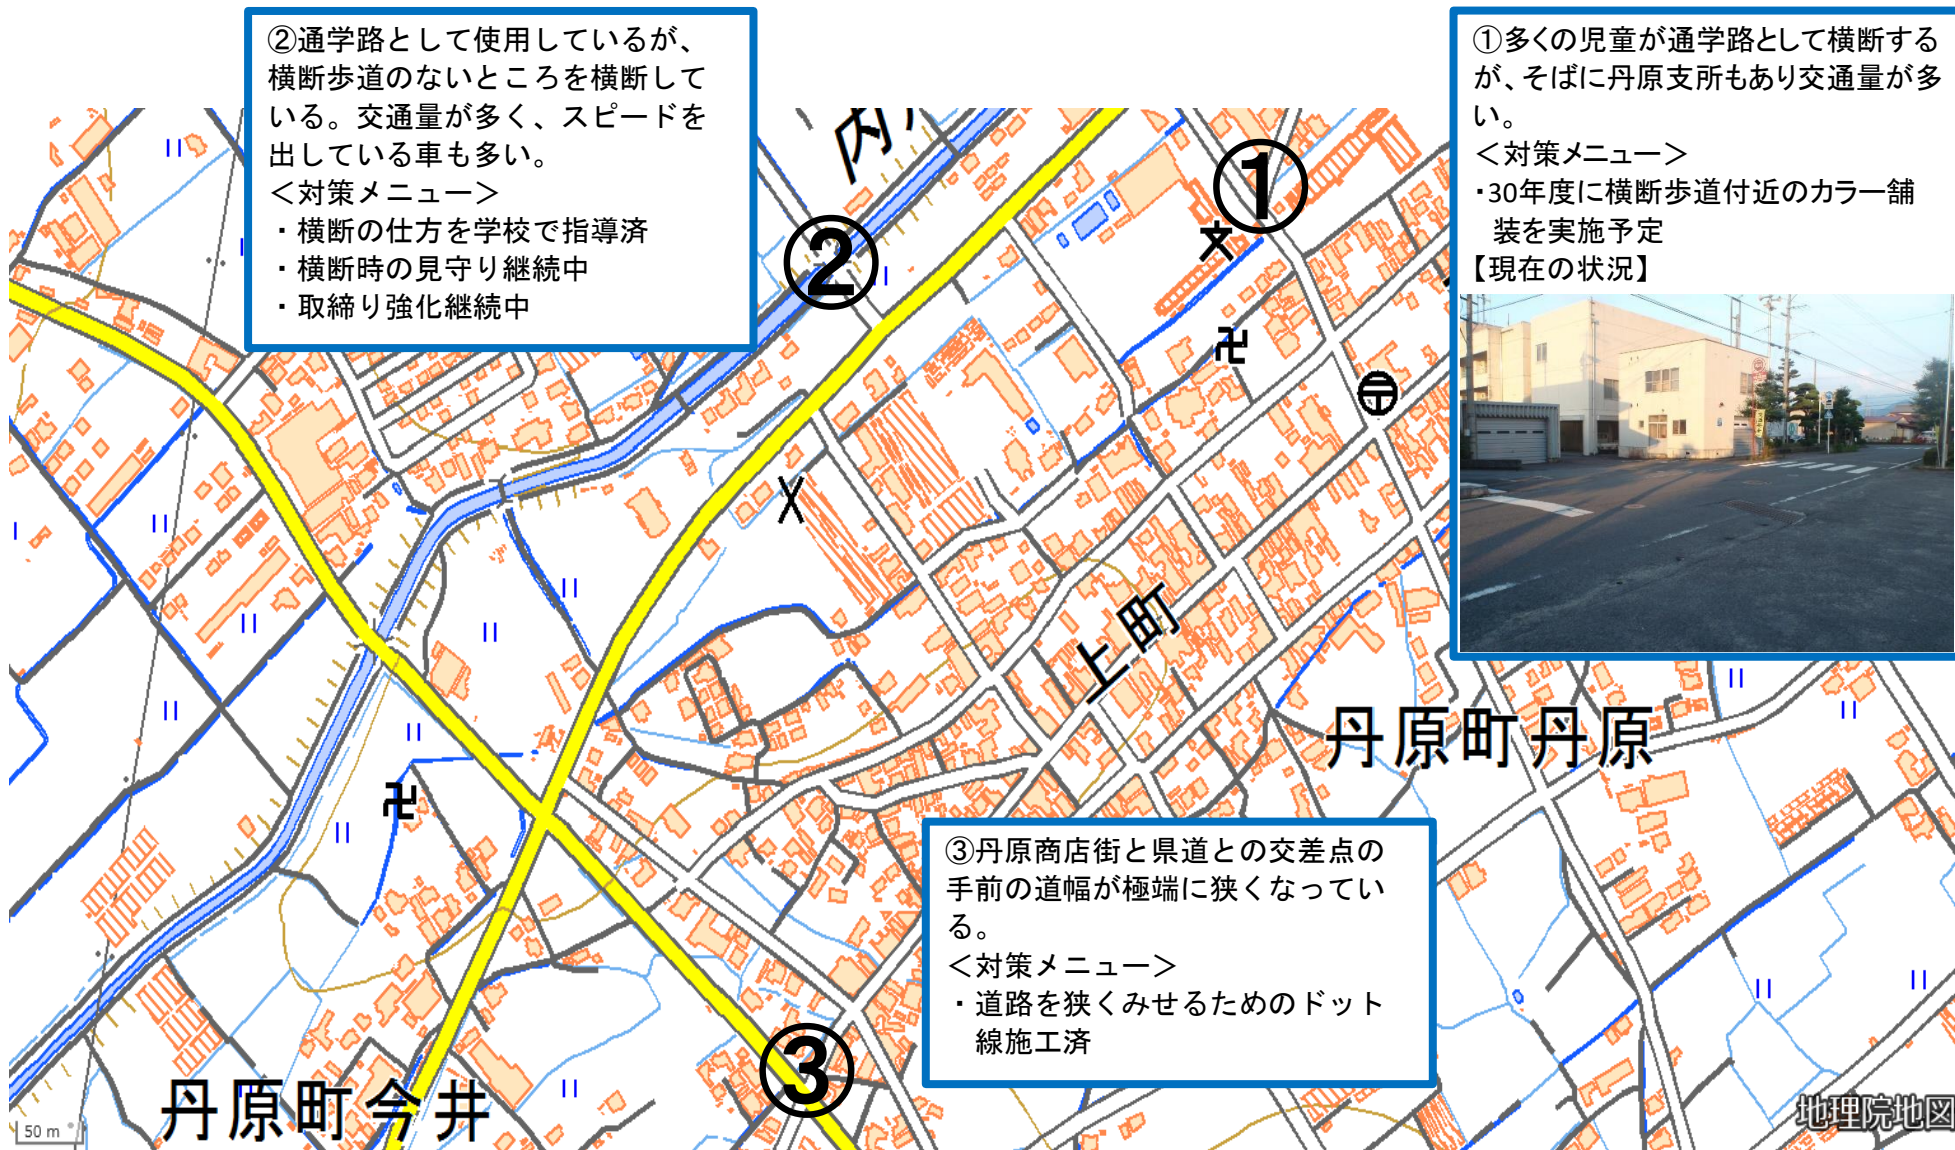 ②通学路として使用しているが、
横断歩道のないところを横断して
いる。交通量が多く、スピードを
出している車も多い。
＜対策メニュー＞
・横断の仕方を学校で指導済
・横断時の見守り継続中
・取締り強化継続中
①多くの児童が通学路として横断する
が、そばに丹原支所もあり交通量が多
い。
＜対策メニュー＞
・30年度に横断歩道付近のカラー舗
装を実施予定
【現在の状況】
内
①
②
文
上町
丹原町丹原
③丹原商店街と県道との交差点の
手前の道幅が極端に狭くなってい
る。
＜対策メニュー＞
・道路を狭くみせるためのドット
線施工済
③
丹原町今井
50 m
地理院地図